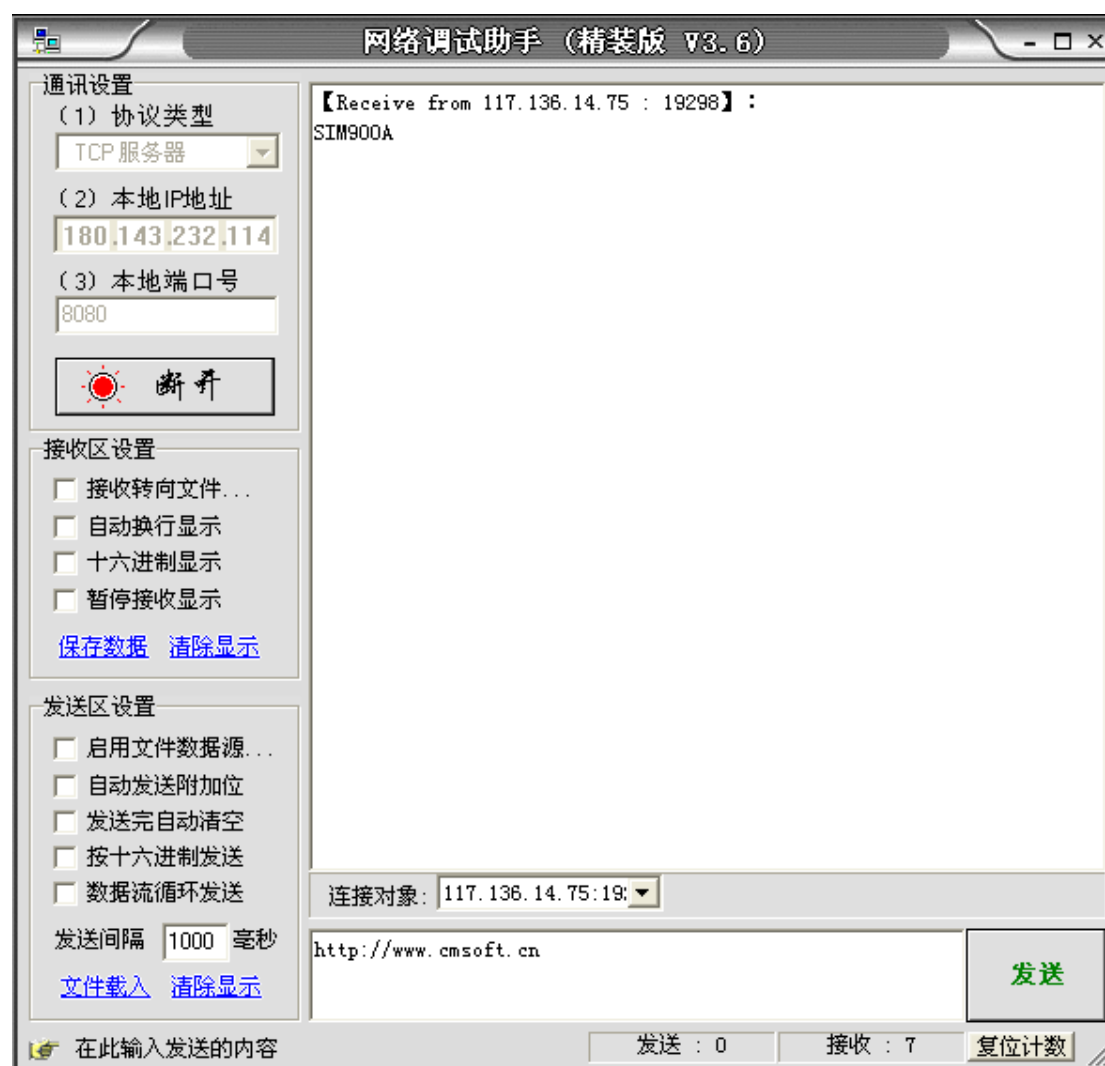 网络调试助手 (精装版 V3.6)
通讯设置
(1) 协议类型
TCP服务器
(2) 本地IP地址
180.143.232.114
(3) 本地端口号
8080
断开
接收区设置
接收转向文件...
自动换行显示
十六进制显示
暂停接收显示
保存数据 清除显示
发送区设置
启用文件数据源...
自动发送附加位
发送完自动清空
按十六进制发送
数据流循环发送
发送间隔 1000 毫秒
文件载入 清除显示
【Receive from 117.136.14.75 : 19298】:
SIM900A
连接对象: 117.136.14.75:19
http://www.cmsoft.cn
发送
在此输入发送的内容
发送 : 0
接收 : 7
复位计数